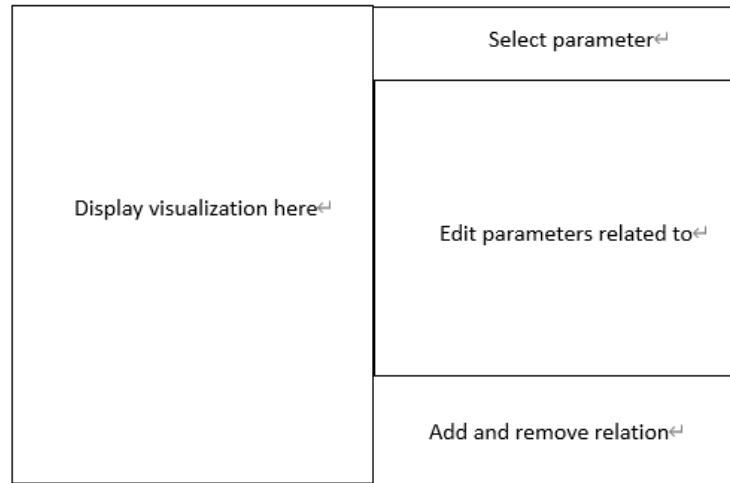 Select parameter
Display visualization here
Edit parameters related to
Add and remove relation